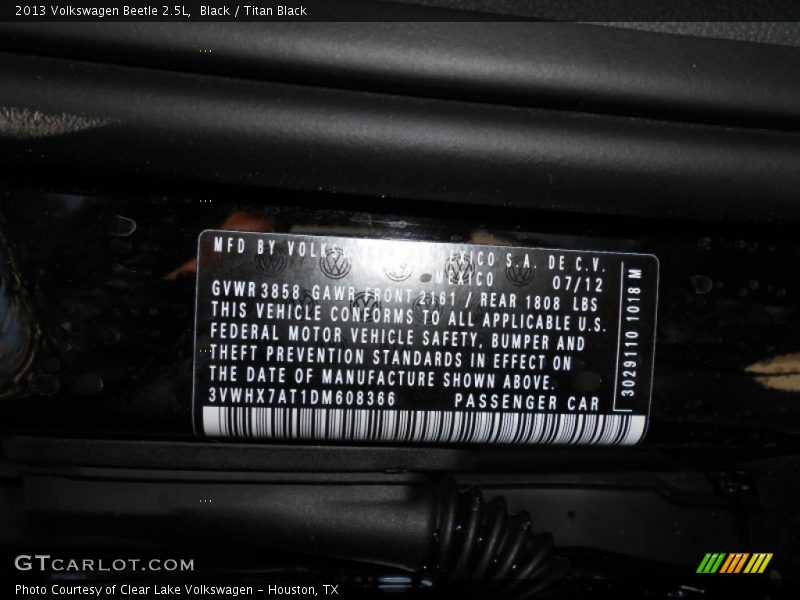 2013 Volkswagen Beetle 2.5L, Black / Titan Black
MFD BY VOLKS MEXICO S.A. DE C.V.
MEXICO 07/12
GVWR 3858 GAWR FRONT 2161 / REAR 1808 LBS
THIS VEHICLE CONFORMS TO ALL APPLICABLE U.S.
FEDERAL MOTOR VEHICLE SAFETY, BUMPER AND
THEFT PREVENTION STANDARDS IN EFFECT ON
THE DATE OF MANUFACTURE SHOWN ABOVE.
3VWHX7AT1DM608366 PASSENGER CAR
3029110 1018 M
GTCARLOT.COM
Photo Courtesy of Clear Lake Volkswagen - Houston, TX